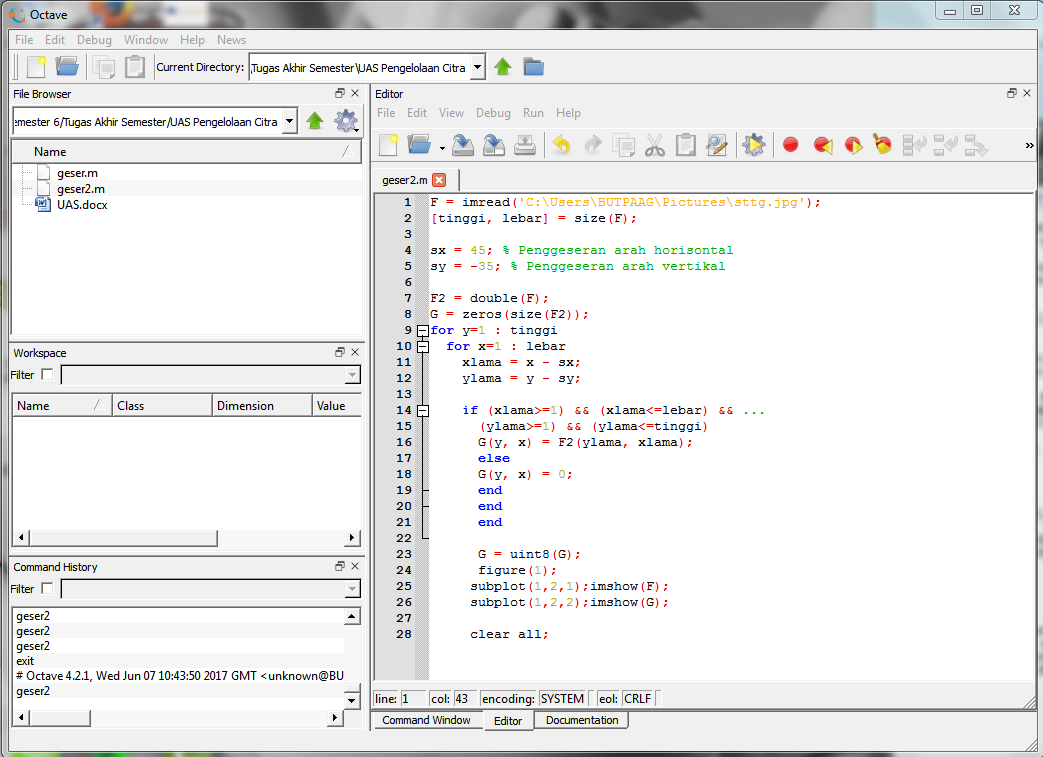 Octave
File Edit Debug Window Help News
Current Directory: Tugas Akhir Semester\UAS Pengelolaan Citra
File Browser
emester 6/Tugas Akhir Semester/UAS Pengelolaan Citra
Name
geser.m
geser2.m
UAS.docx
Workspace
Filter
Name Class Dimension Value
Command History
Filter
geser2
geser2
geser2
exit
# Octave 4.2.1, Wed Jun 07 10:43:50 2017 GMT <unknown@BU
geser2
Editor
File Edit View Debug Run Help
geser2.m
1 F = imread('C:\Users\BUTPAAG\Pictures\sttg.jpg');
2 [tinggi, lebar] = size(F);
3
4 sx = 45; % Penggeseran arah horisontal
5 sy = -35; % Penggeseran arah vertikal
6
7 F2 = double(F);
8 G = zeros(size(F2));
9 for y=1 : tinggi
10 for x=1 : lebar
11 xlama = x - sx;
12 ylama = y - sy;
13
14 if (xlama>=1) && (xlama<=lebar) && ...
15 (ylama>=1) && (ylama<=tinggi)
16 G(y, x) = F2(ylama, xlama);
17 else
18 G(y, x) = 0;
19 end
20 end
21 end
22
23 G = uint8(G);
24 figure(1);
25 subplot(1,2,1);imshow(F);
26 subplot(1,2,2);imshow(G);
27
28 clear all;
line: 1 col: 43 encoding: SYSTEM eol: CRLF
Command Window Editor Documentation